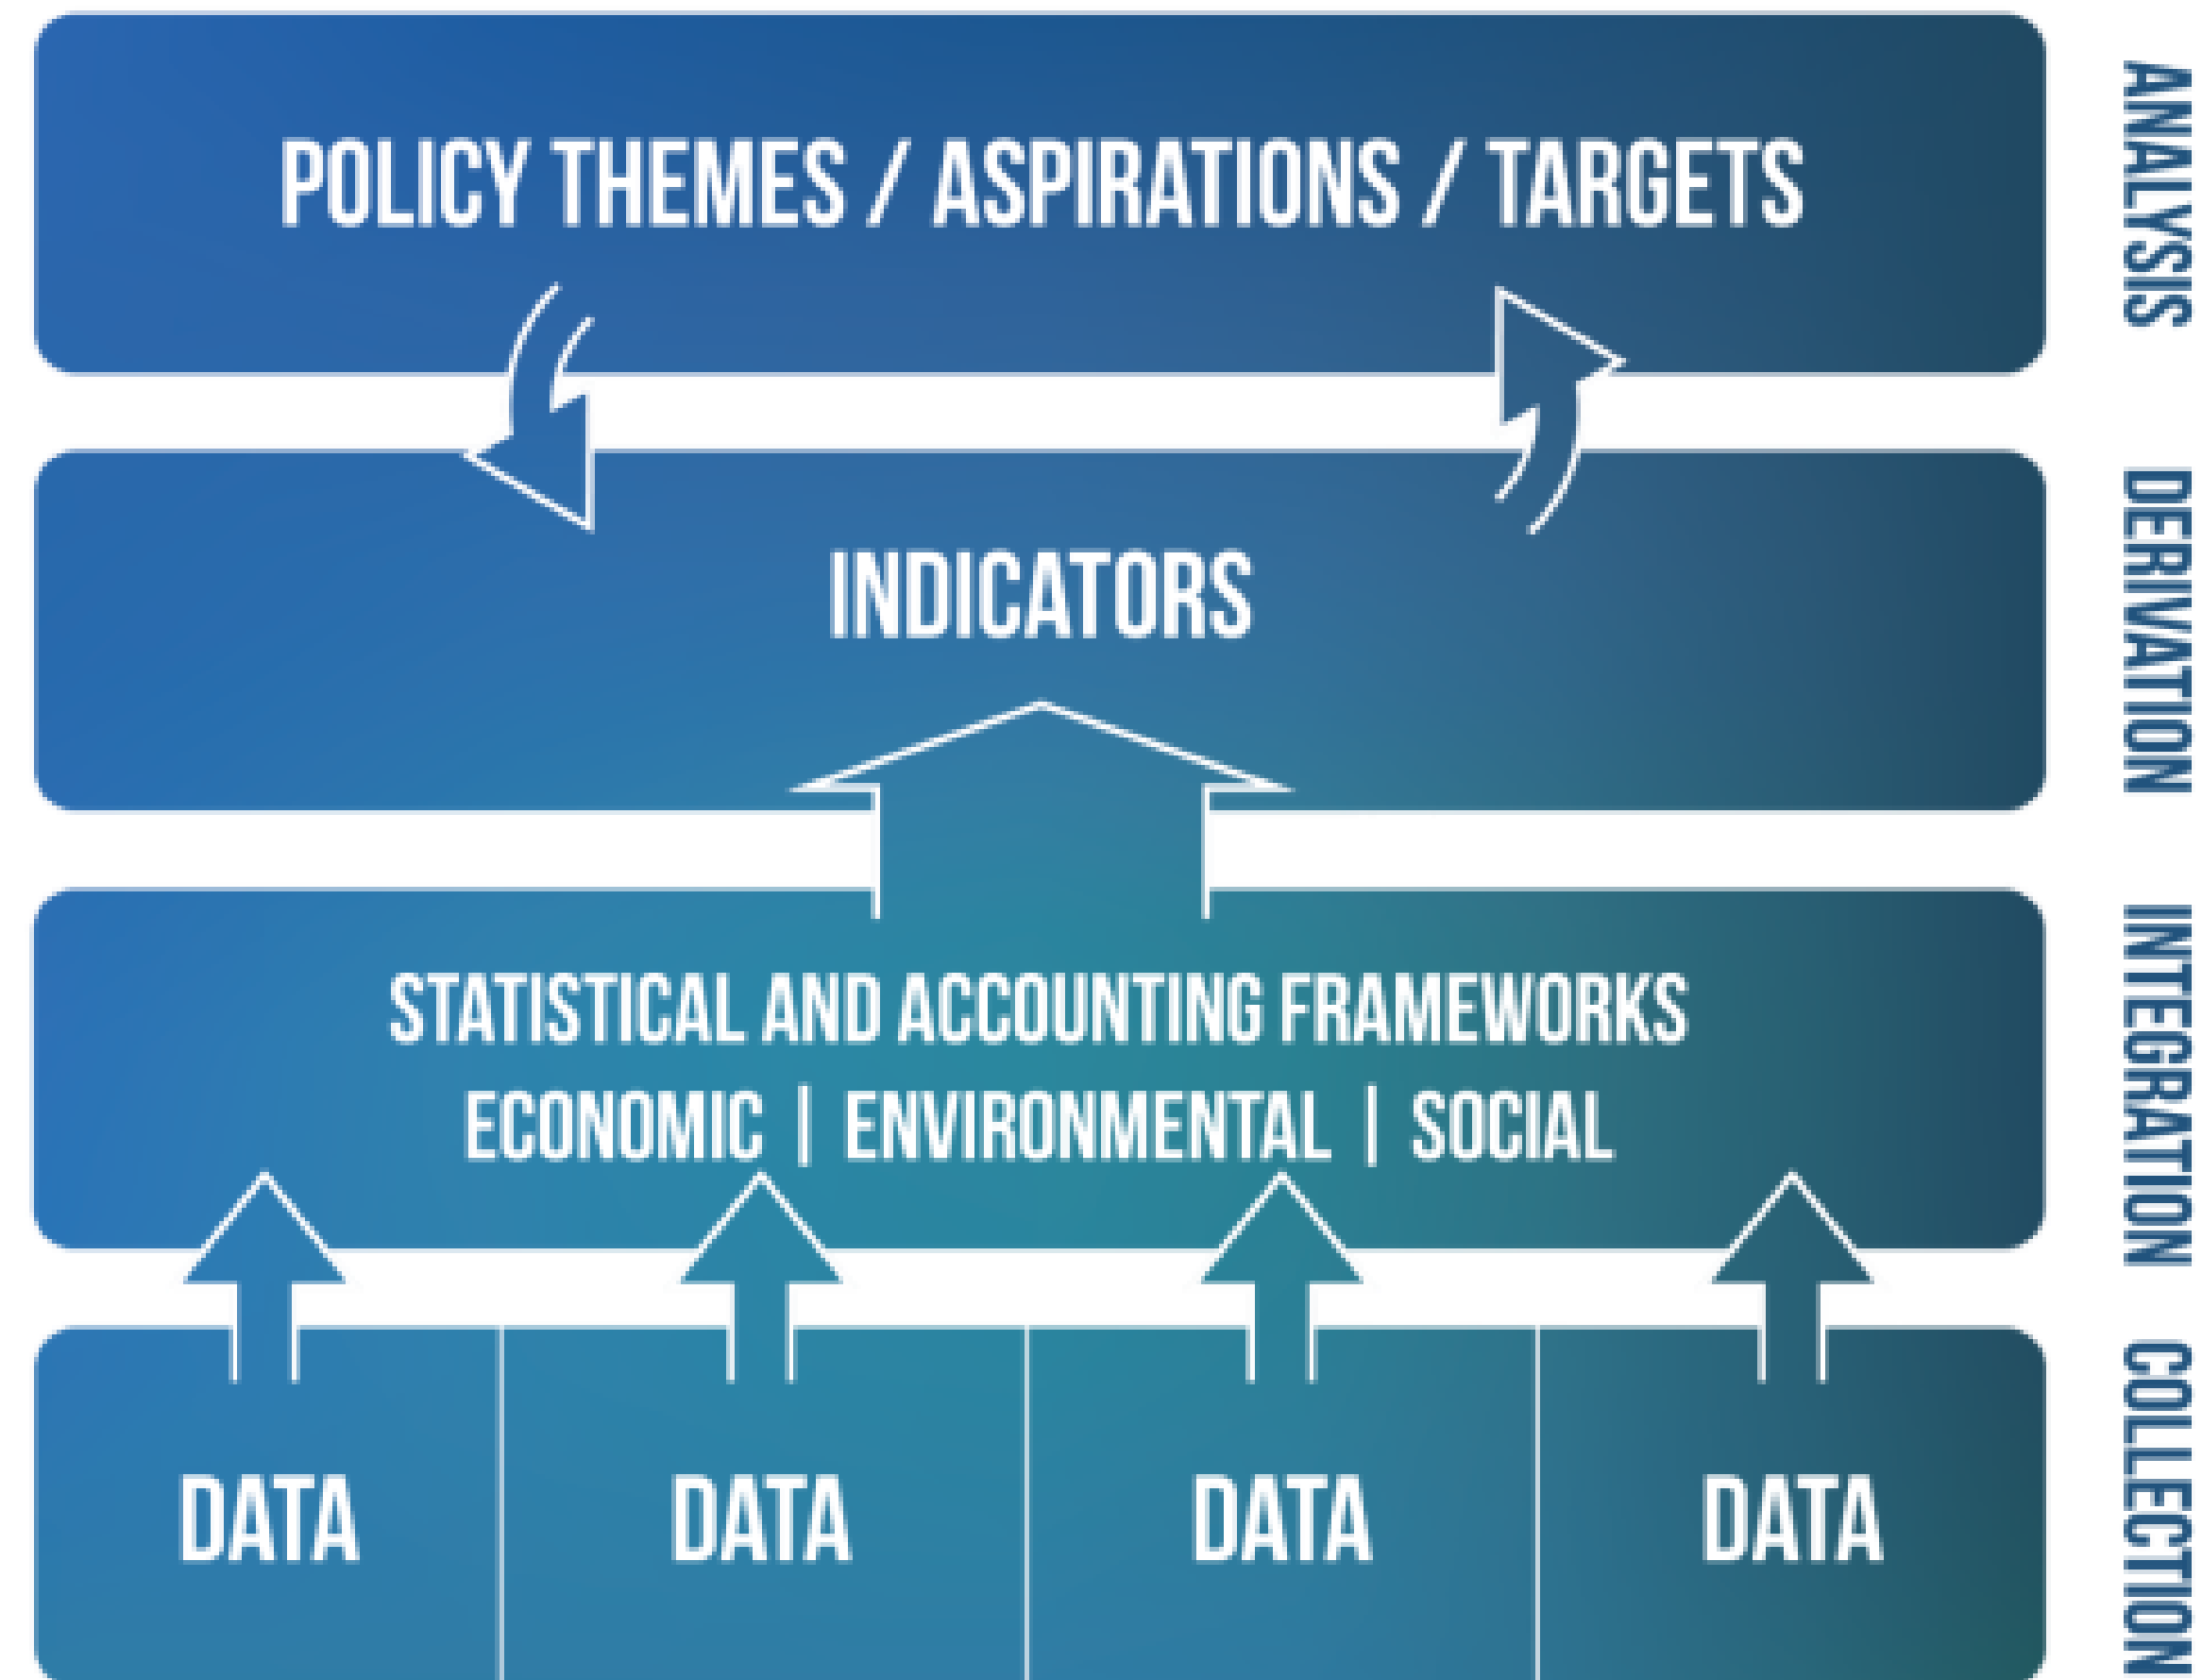 POLICY THEMES / ASPIRATIONS / TARGETS
ANALYSIS
INDICATORS
DERIVATION
STATISTICAL AND ACCOUNTING FRAMEWORKS
ECONOMIC | ENVIRONMENTAL | SOCIAL
INTEGRATION
DATA DATA DATA DATA
COLLECTION